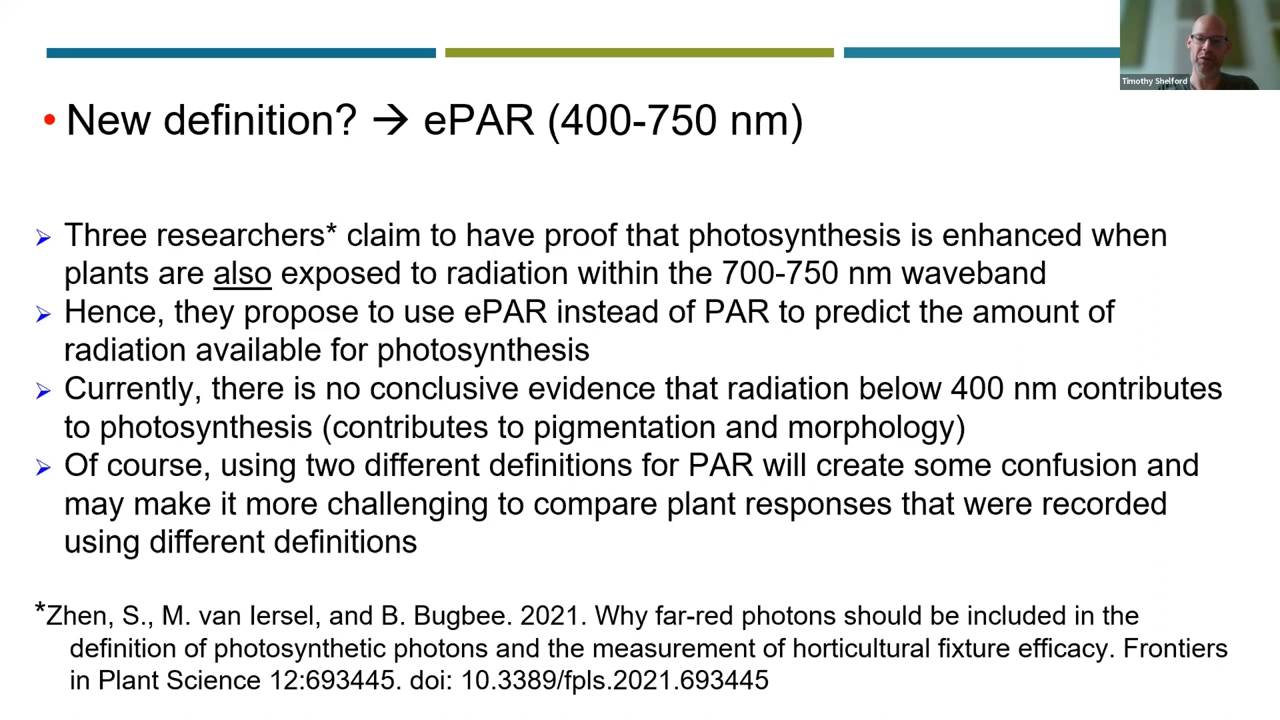 Timothy Shelford
• New definition? → ePAR (400-750 nm)
➢ Three researchers* claim to have proof that photosynthesis is enhanced when
plants are also exposed to radiation within the 700-750 nm waveband
➢ Hence, they propose to use ePAR instead of PAR to predict the amount of
radiation available for photosynthesis
➢ Currently, there is no conclusive evidence that radiation below 400 nm contributes
to photosynthesis (contributes to pigmentation and morphology)
➢ Of course, using two different definitions for PAR will create some confusion and
may make it more challenging to compare plant responses that were recorded
using different definitions
*Zhen, S., M. van Iersel, and B. Bugbee. 2021. Why far-red photons should be included in the
definition of photosynthetic photons and the measurement of horticultural fixture efficacy. Frontiers
in Plant Science 12:693445. doi: 10.3389/fpls.2021.693445